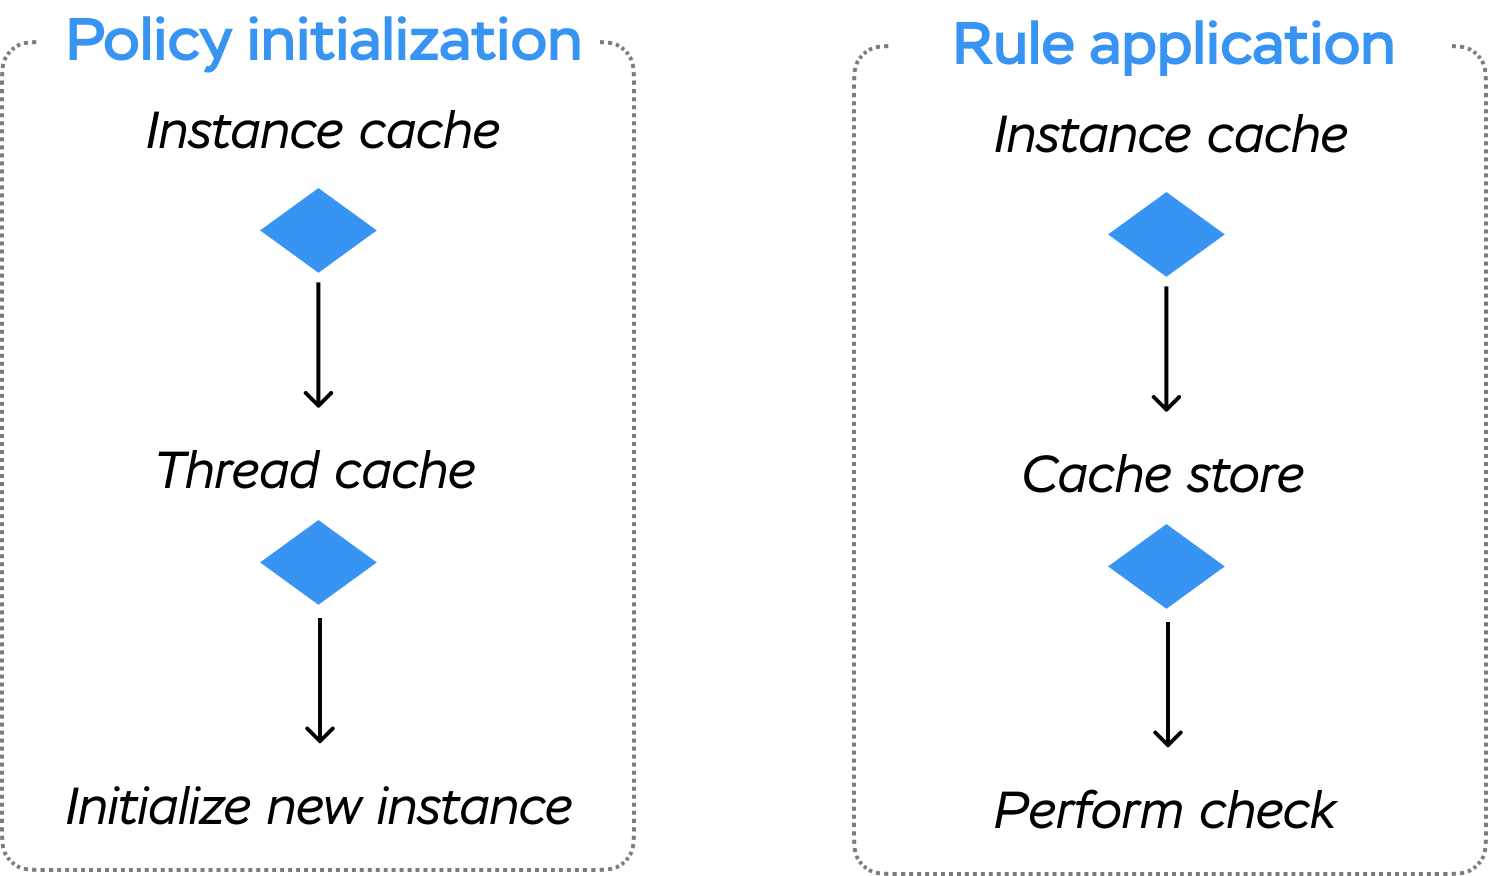 Policy initialization
Instance cache
Thread cache
Initialize new instance
Rule application
Instance cache
Cache store
Perform check